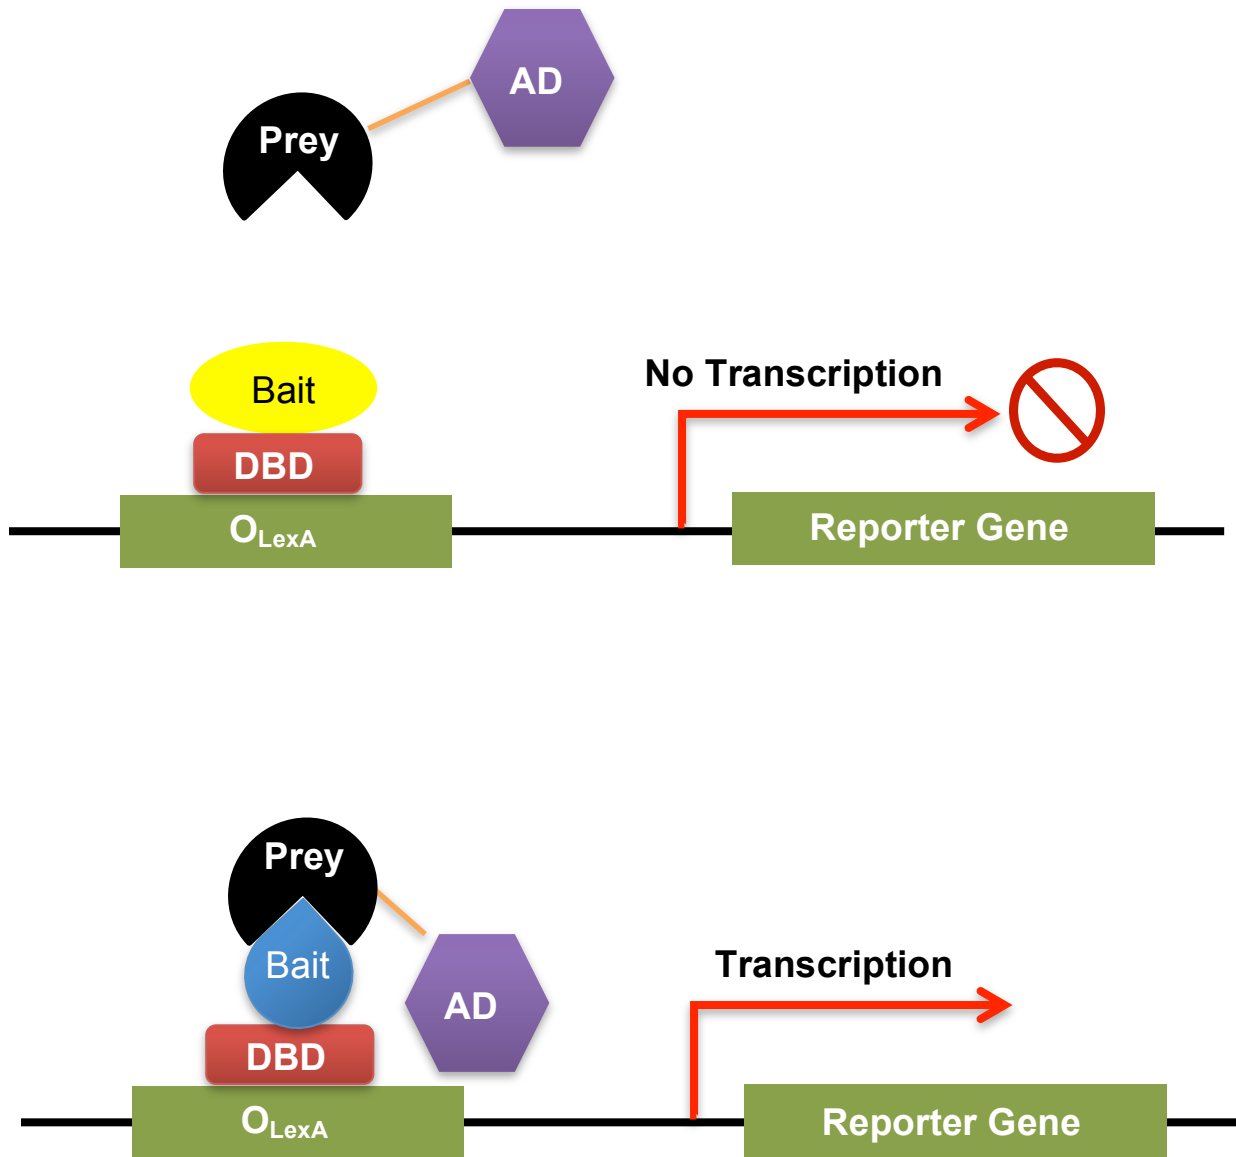 AD
Prey
Bait
No Transcription
DBD
OLexA
Reporter Gene
Prey
Bait
Transcription
AD
DBD
OLexA
Reporter Gene